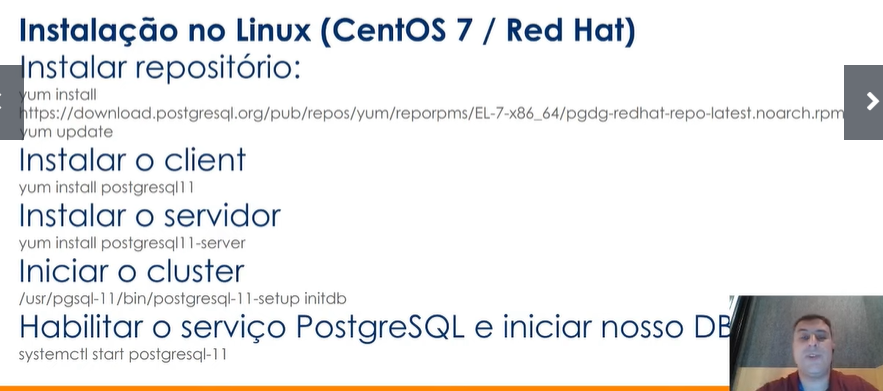 Instalação no Linux (CentOS 7 / Red Hat)
Instalar repositório:
yum install
https://download.postgresql.org/pub/repos/yum/reporpms/EL-7-x86_64/pgdg-redhat-repo-latest.noarch.rpm
yum update
Instalar o client
yum install postgresql11
Instalar o servidor
yum install postgresql11-server
Iniciar o cluster
/usr/pgsql-11/bin/postgresql-11-setup initdb
Habilitar o serviço PostgreSQL e iniciar nosso DB
systemctl start postgresql-11